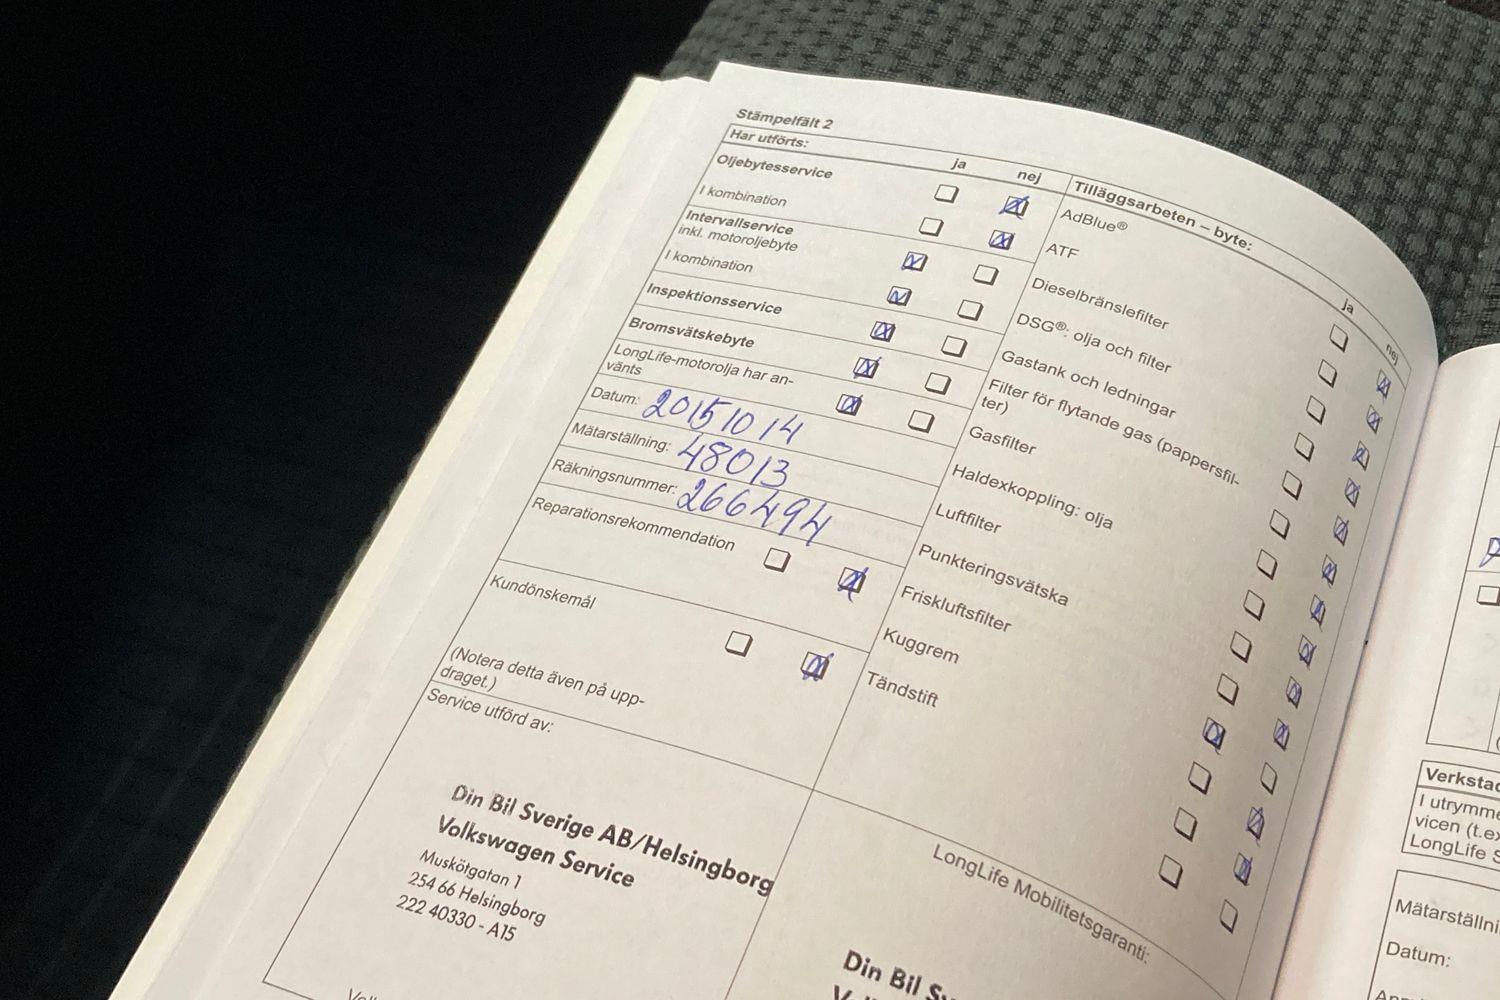 Stämpelfält 2
Har utförts: ja nej
Oljebytesservice
I kombination
Intervallservice
inkl. motoroljebyte
I kombination
Inspektionsservice
Bromsvätskebyte
LongLife-motorolja har an-
vänts
Datum: 20151014
Mätarställning: 48013
Räkningsnummer: 266494
Reparationsrekommendation
Kundönskemål
(Notera detta även på upp-
draget.)
Service utförd av:
Din Bil Sverige AB/Helsingborg
Volkswagen Service
Muskötgatan 1
254 66 Helsingborg
222 40330 - A15
Tilläggsarbeten – byte:
ja nej
AdBlue®
ATF
Dieselbränslefilter
DSG®: olja och filter
Gastank och ledningar
Filter för flytande gas (pappersfil-
ter)
Gasfilter
Haldexkoppling: olja
Luftfilter
Punkteringsvätska
Friskluftsfilter
Kuggrem
Tändstift
LongLife Mobilitetsgaranti:
Din Bil
Verkstad
I utrymme
vicen (t.ex
LongLife S
Mätarställni
Datum: